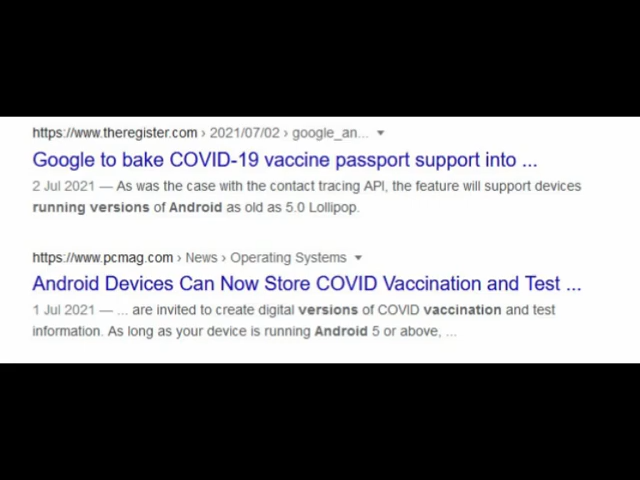 https://www.theregister.com › 2021/07/02 › google_an...
Google to bake COVID-19 vaccine passport support into ...
2 Jul 2021 — As was the case with the contact tracing API, the feature will support devices
running versions of Android as old as 5.0 Lollipop.
https://www.pcmag.com › News › Operating Systems
Android Devices Can Now Store COVID Vaccination and Test ...
1 Jul 2021 — ... are invited to create digital versions of COVID vaccination and test
information. As long as your device is running Android 5 or above, ...